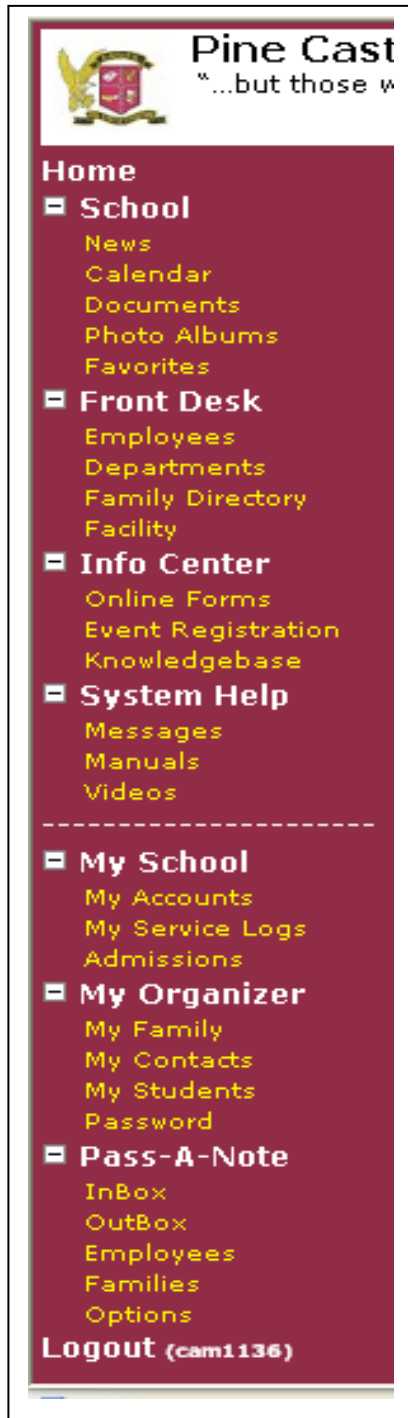 Pine Cast
"...but those w
Home
School
News
Calendar
Documents
Photo Albums
Favorites
Front Desk
Employees
Departments
Family Directory
Facility
Info Center
Online Forms
Event Registration
Knowledgebase
System Help
Messages
Manuals
Videos
----------------------
My School
My Accounts
My Service Logs
Admissions
My Organizer
My Family
My Contacts
My Students
Password
Pass-A-Note
InBox
OutBox
Employees
Families
Options
Logout (cam1136)